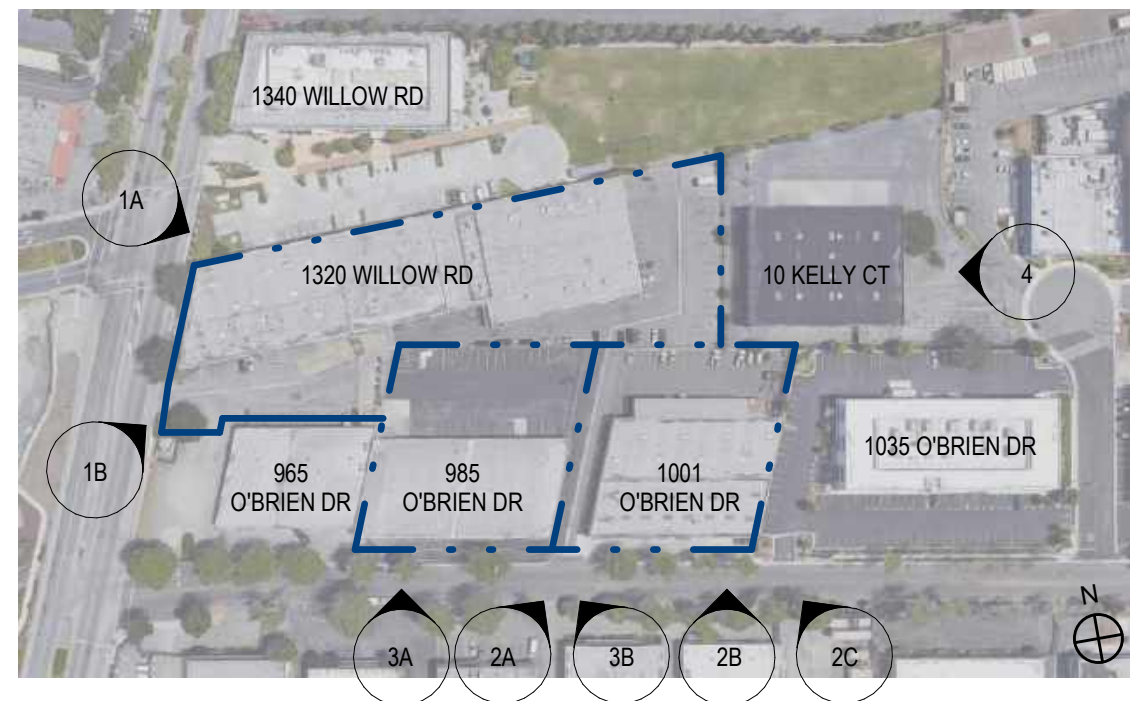 1340 WILLOW RD
1A
1320 WILLOW RD
10 KELLY CT
4
1B
965
O'BRIEN DR
985
O'BRIEN DR
1001
O'BRIEN DR
1035 O'BRIEN DR
N
3A
2A
3B
2B
2C